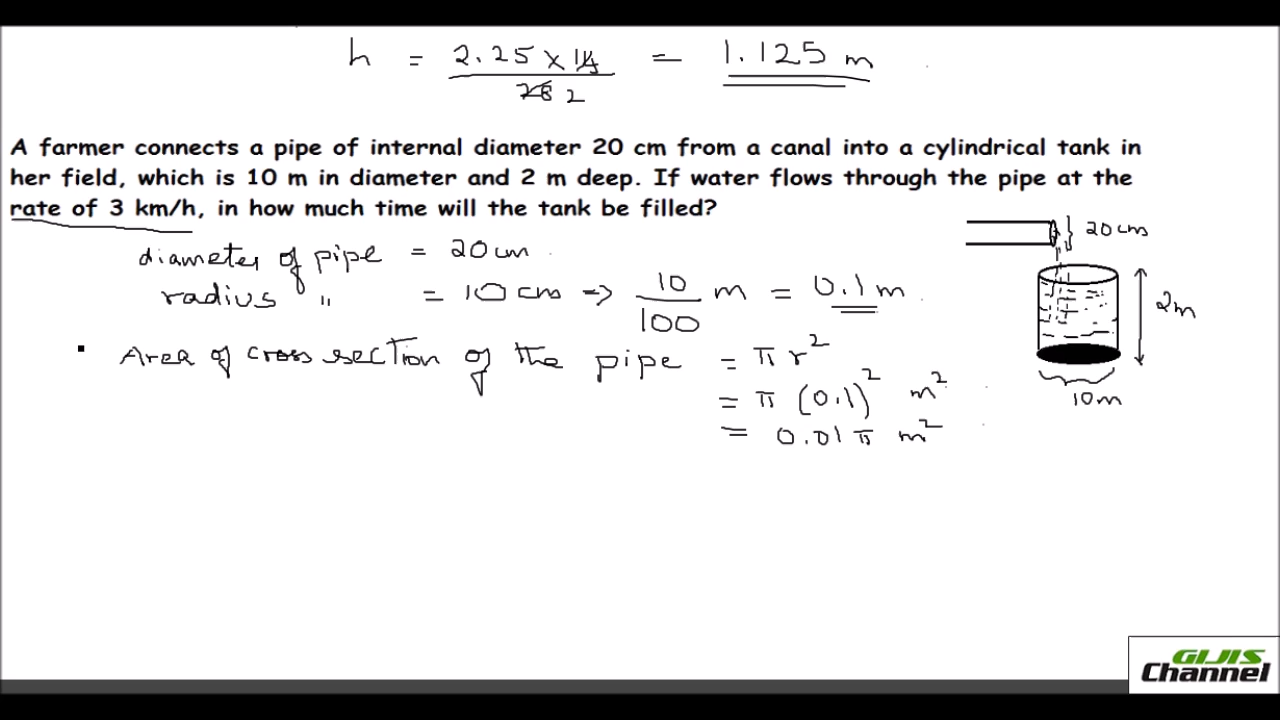 h = 2.25 × 14 / 28 2 = 1.125 m
A farmer connects a pipe of internal diameter 20 cm from a canal into a cylindrical tank in
her field, which is 10 m in diameter and 2 m deep. If water flows through the pipe at the
rate of 3 km/h, in how much time will the tank be filled?
diameter of pipe = 20 cm
radius " = 10 cm => 10/100 m = 0.1 m
Area of cross section of the pipe = π r²
= π (0.1)² m²
= 0.01 π m²
20 cm
2m
10m
GIJIS
Channel